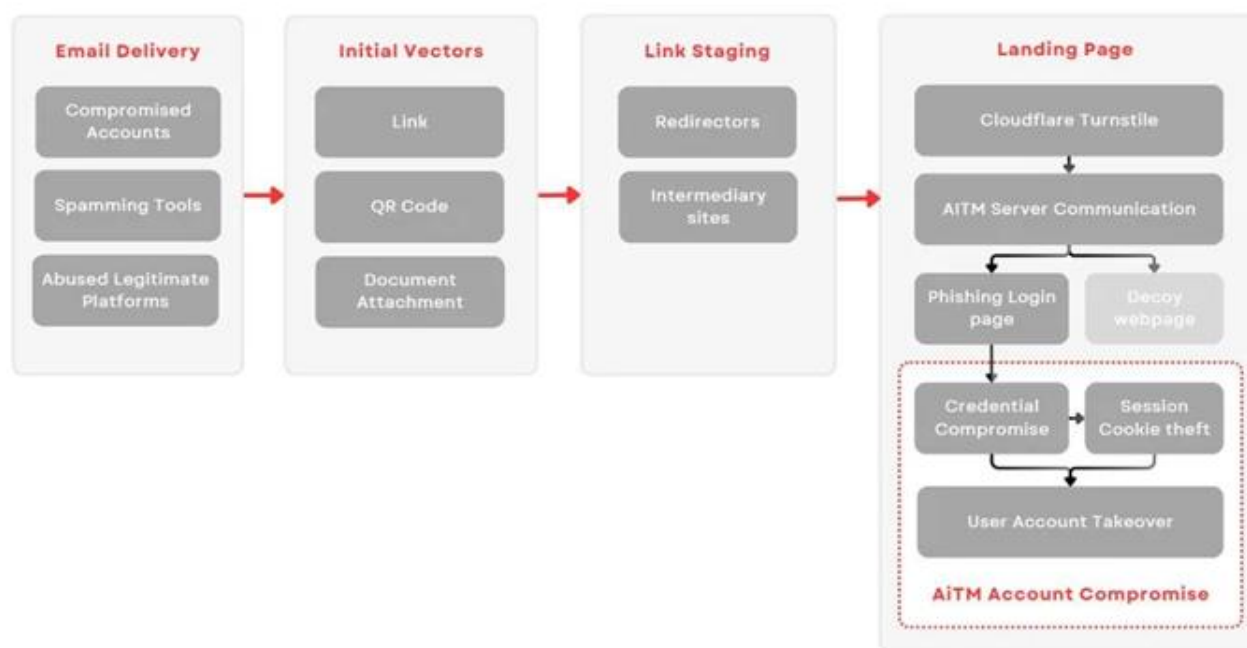 Email Delivery
Compromised
Accounts
Spamming Tools
Abused Legitimate
Platforms
Initial Vectors
Link
QR Code
Document
Attachment
Link Staging
Redirectors
Intermediary
sites
Landing Page
Cloudflare Turnstile
AITM Server Communication
Phishing Login
page
Decoy
webpage
Credential
Compromise
Session
Cookie theft
User Account Takeover
AiTM Account Compromise